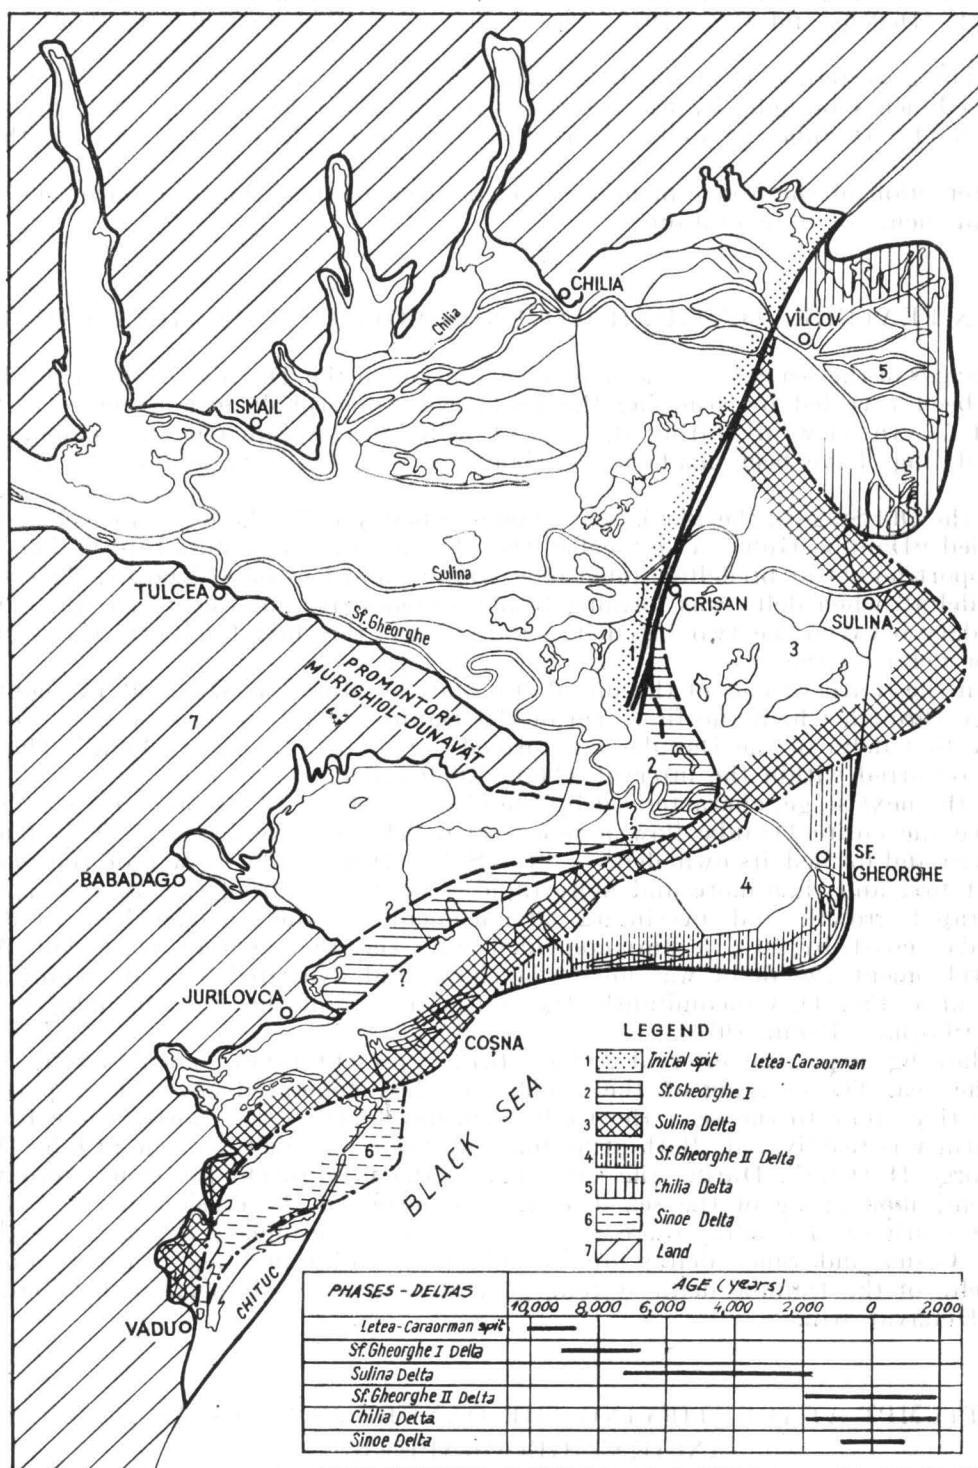 CHILIA
Chilia
VÎLCOV
5
ISMAIL
Sulina
TULCEA
CRIȘAN
SULINA
Sf. Gheorghe
1
3
PROMONTORY
MURIGHIOL-DUNAVĂT
7
2
?
?
SF.
GHEORGHE
BABADAG
4
?
?
JURILOVCA
COȘNA
BLACK SEA
6
CHITUC
VADU
LEGEND
1 Initial spit Letea-Caraorman
2 Sf. Gheorghe I
3 Sulina Delta
4 Sf. Gheorghe II Delta
5 Chilia Delta
6 Sinoe Delta
7 Land
PHASES - DELTAS AGE (years)
10,000 8,000 6,000 4,000 2,000 0 2,000
Letea-Caraorman spit
Sf. Gheorghe I Delta
Sulina Delta
Sf. Gheorghe II Delta
Chilia Delta
Sinoe Delta